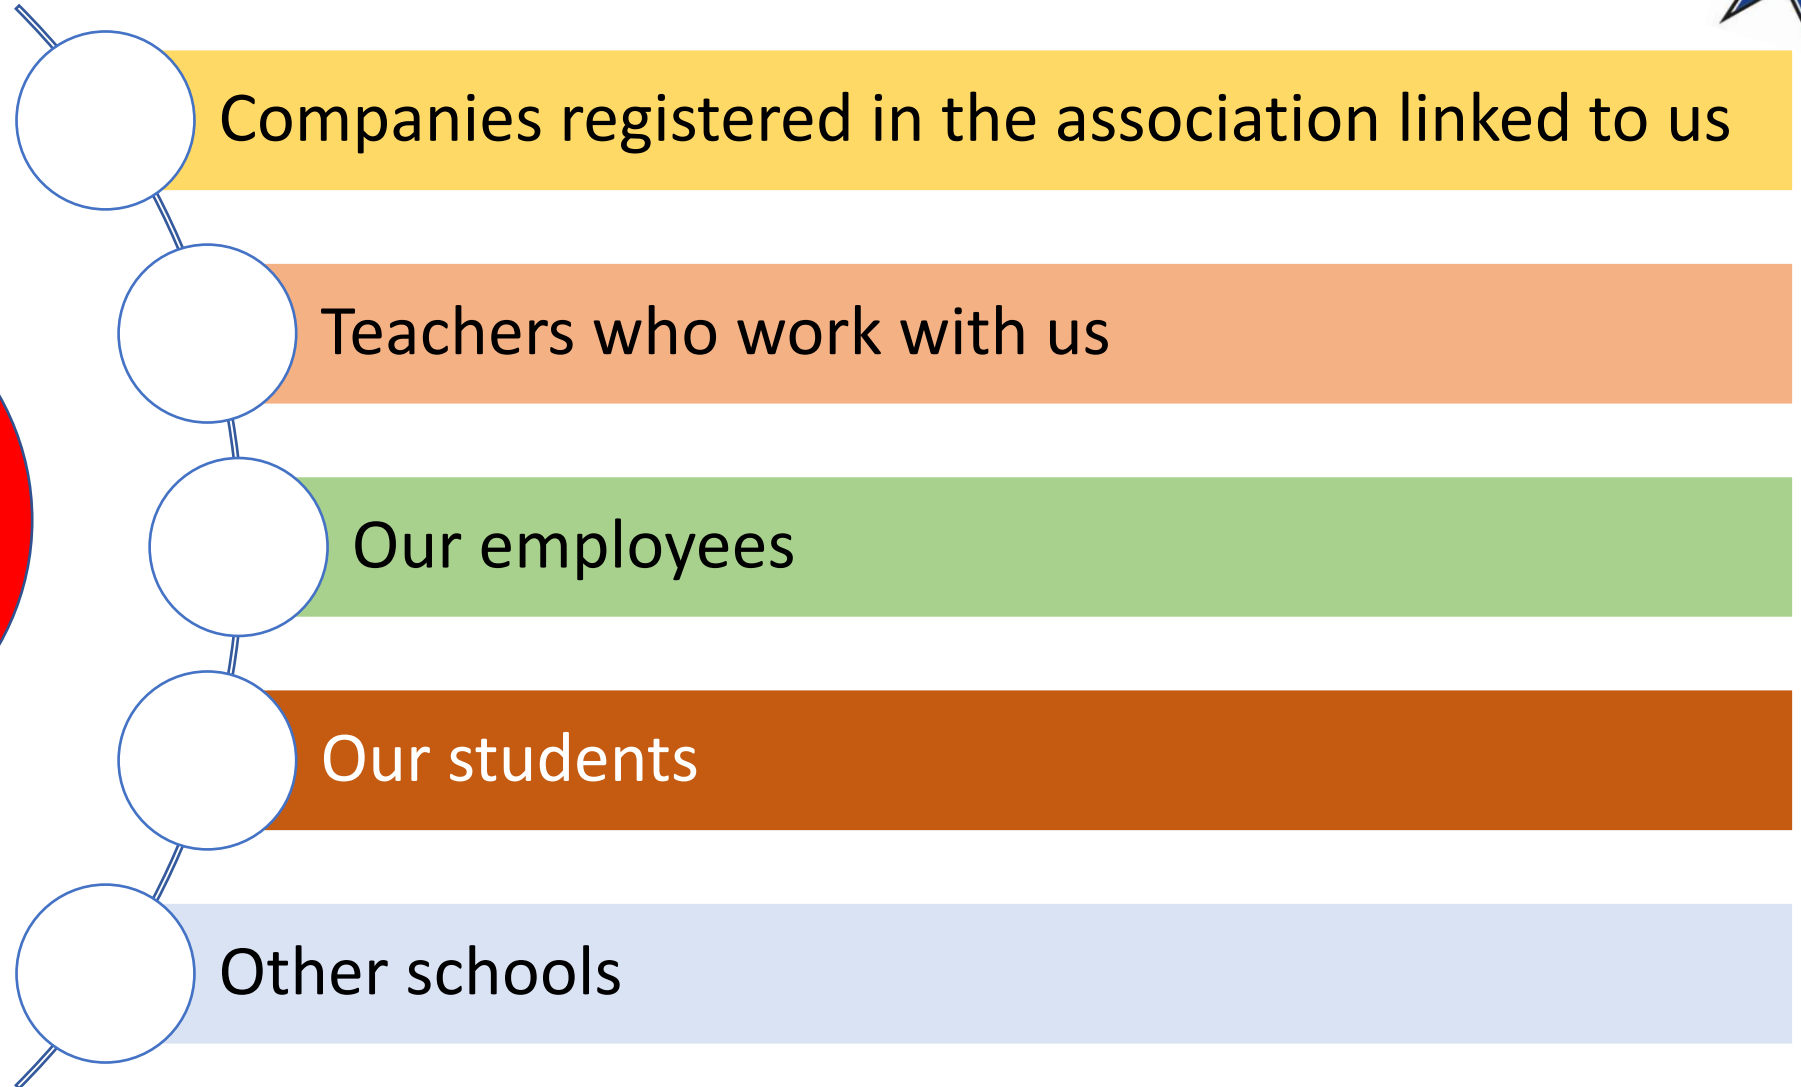 Companies registered in the association linked to us
Teachers who work with us
Our employees
Our students
Other schools